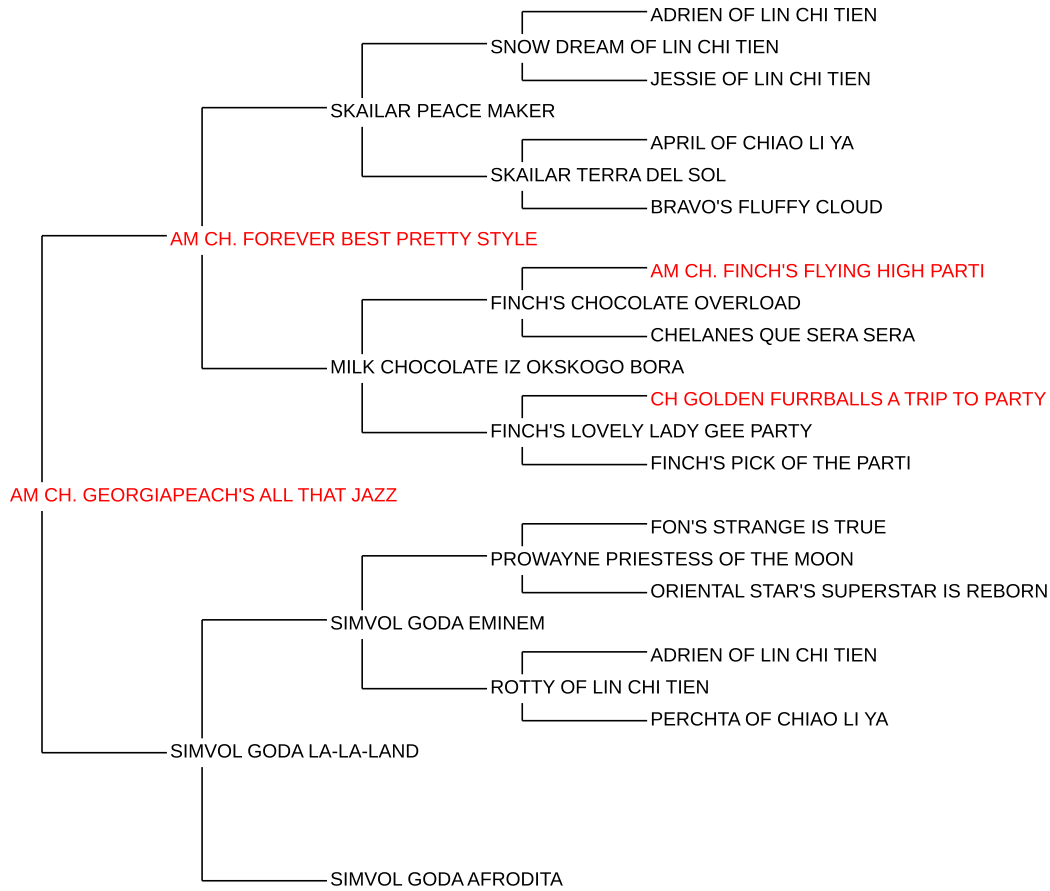 ADRIEN OF LIN CHI TIEN
SNOW DREAM OF LIN CHI TIEN
JESSIE OF LIN CHI TIEN
SKAILAR PEACE MAKER
APRIL OF CHIAO LI YA
SKAILAR TERRA DEL SOL
BRAVO'S FLUFFY CLOUD
AM CH. FOREVER BEST PRETTY STYLE
AM CH. FINCH'S FLYING HIGH PARTI
FINCH'S CHOCOLATE OVERLOAD
CHELANES QUE SERA SERA
MILK CHOCOLATE IZ OKSKOGO BORA
CH GOLDEN FURRBALLS A TRIP TO PARTY
FINCH'S LOVELY LADY GEE PARTY
FINCH'S PICK OF THE PARTI
AM CH. GEORGIAPEACH'S ALL THAT JAZZ
FON'S STRANGE IS TRUE
PROWAYNE PRIESTESS OF THE MOON
ORIENTAL STAR'S SUPERSTAR IS REBORN
SIMVOL GODA EMINEM
ADRIEN OF LIN CHI TIEN
ROTTY OF LIN CHI TIEN
PERCHTA OF CHIAO LI YA
SIMVOL GODA LA-LA-LAND
SIMVOL GODA AFRODITA